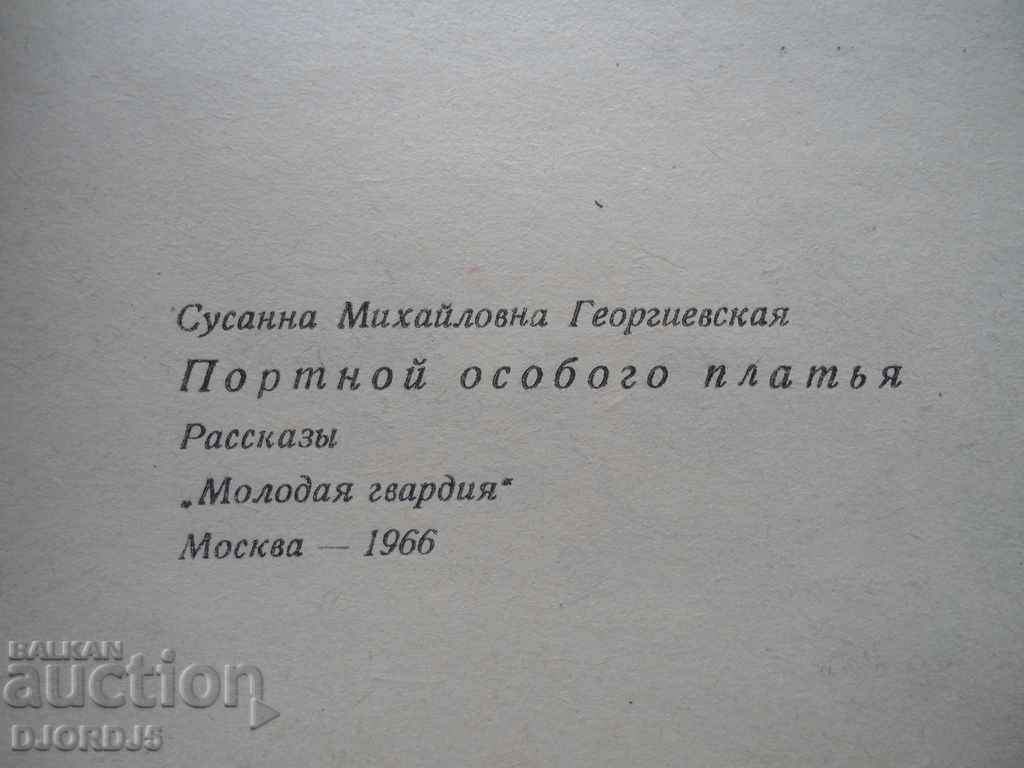 Сусанна Михайловна Георгиевская
Портной особого платья
Рассказы
„Молодая гвардия“
Москва — 1966
BALKAN
auction
DJORDJ5